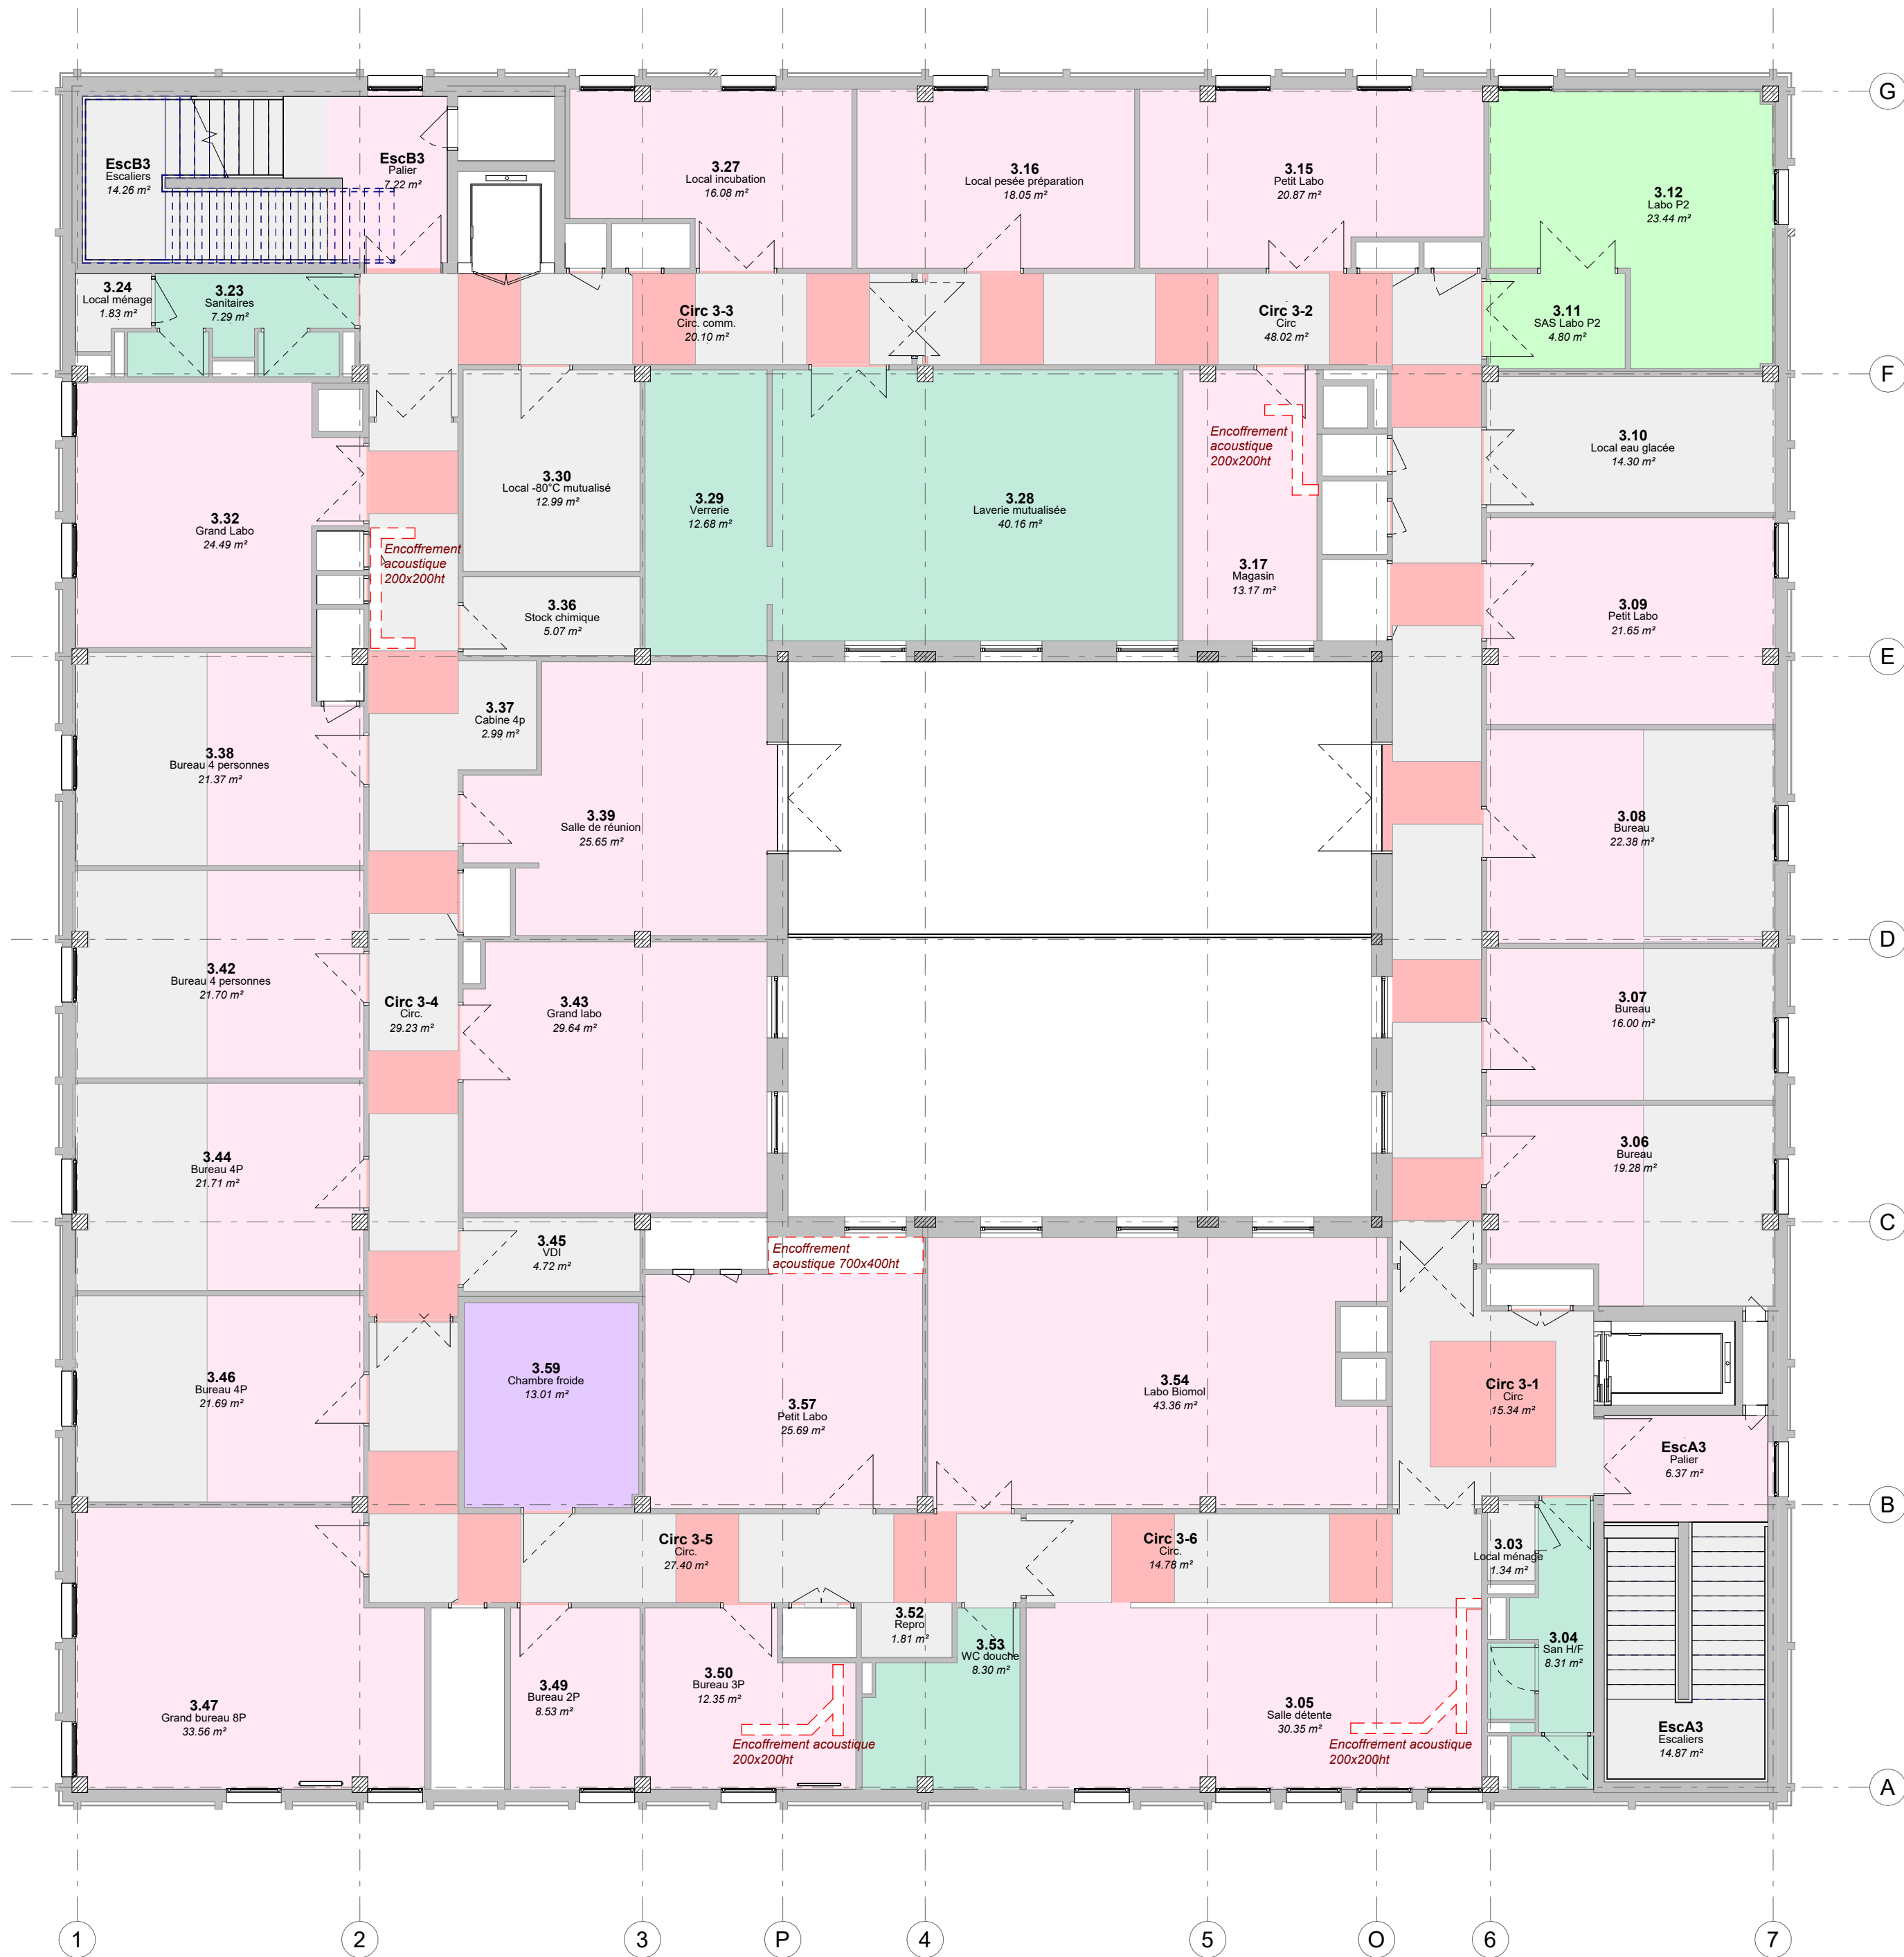 G
EscB3
Escaliers
14.26 m²
EscB3
Palier
7.22 m²
3.27
Local incubation
16.08 m²
3.16
Local pesée préparation
18.05 m²
3.15
Petit Labo
20.87 m²
3.12
Labo P2
23.44 m²
3.24
Local ménage
1.83 m²
3.23
Sanitaires
7.29 m²
Circ 3-3
Circ. comm.
20.10 m²
Circ 3-2
Circ
48.02 m²
3.11
SAS Labo P2
4.80 m²
F
3.32
Grand Labo
24.49 m²
Encoffrement
acoustique
200x200ht
3.30
Local -80°C mutualisé
12.99 m²
3.29
Verrerie
12.68 m²
3.28
Laverie mutualisée
40.16 m²
Encoffrement
acoustique
200x200ht
3.17
Magasin
13.17 m²
3.10
Local eau glacée
14.30 m²
3.36
Stock chimique
5.07 m²
3.09
Petit Labo
21.65 m²
E
3.38
Bureau 4 personnes
21.37 m²
3.37
Cabine 4p
2.99 m²
3.39
Salle de réunion
25.65 m²
3.08
Bureau
22.38 m²
D
3.42
Bureau 4 personnes
21.70 m²
Circ 3-4
Circ.
29.23 m²
3.43
Grand labo
29.64 m²
3.07
Bureau
16.00 m²
3.44
Bureau 4P
21.71 m²
3.06
Bureau
19.28 m²
C
3.45
VDI
4.72 m²
Encoffrement
acoustique 700x400ht
3.46
Bureau 4P
21.69 m²
3.59
Chambre froide
13.01 m²
3.57
Petit Labo
25.69 m²
3.54
Labo Biomol
43.36 m²
Circ 3-1
Circ
15.34 m²
EscA3
Palier
6.37 m²
B
Circ 3-5
Circ.
27.40 m²
Circ 3-6
Circ.
14.78 m²
3.03
Local ménage
1.34 m²
3.47
Grand bureau 8P
33.56 m²
3.49
Bureau 2P
8.53 m²
3.50
Bureau 3P
12.35 m²
Encoffrement acoustique
200x200ht
3.52
Repro
1.81 m²
3.53
WC douche
8.30 m²
3.05
Salle détente
30.35 m²
Encoffrement acoustique
200x200ht
3.04
San H/F
8.31 m²
EscA3
Escaliers
14.87 m²
A
1
2
3
P
4
5
O
6
7